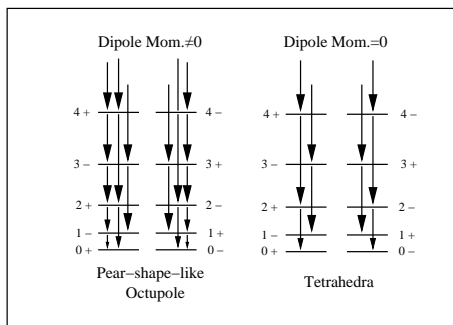 Dipole Mom.≠0
Dipole Mom.=0
4 + 4 − 4 + 4 −
3 − 3 + 3 − 3 +
2 + 2 − 2 + 2 −
1 − 1 + 1 − 1 +
0 + 0 − 0 + 0 −
Pear−shape−like
Octupole
Tetrahedra